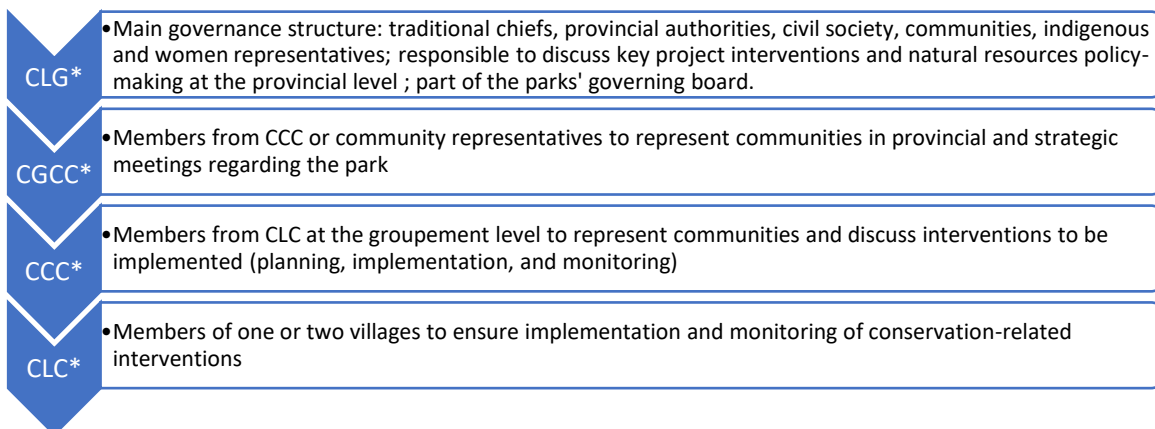 CLG*
•Main governance structure: traditional chiefs, provincial authorities, civil society, communities, indigenous
and women representatives; responsible to discuss key project interventions and natural resources policy-
making at the provincial level ; part of the parks' governing board.
CGCC*
•Members from CCC or community representatives to represent communities in provincial and strategic
meetings regarding the park
CCC*
•Members from CLC at the groupement level to represent communities and discuss interventions to be
implemented (planning, implementation, and monitoring)
CLC*
•Members of one or two villages to ensure implementation and monitoring of conservation-related
interventions